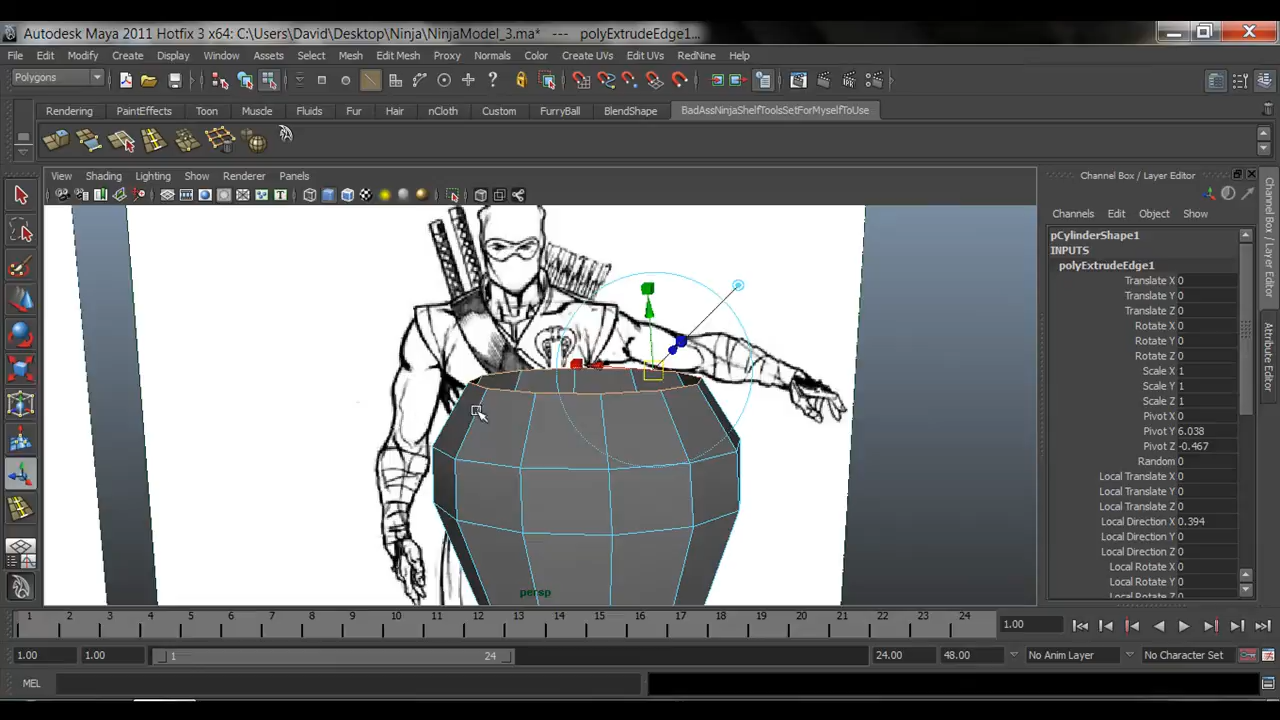 Autodesk Maya 2011 Hotfix 3 x64: C:\Users\David\Desktop\Ninja\NinjaModel_3.ma* --- polyExtrudeEdge1...
File Edit Modify Create Display Window Assets Select Mesh Edit Mesh Proxy Normals Color Create UVs Edit UVs RedNine Help
Polygons
Rendering PaintEffects Toon Muscle Fluids Fur Hair nCloth Custom FurryBall BlendShape BadAssNinjaShelfToolsSetForMyselfToUse
View Shading Lighting Show Renderer Panels
Channel Box / Layer Editor
Channels Edit Object Show
pCylinderShape1
INPUTS
polyExtrudeEdge1
Translate X 0
Translate Y 0
Translate Z 0
Rotate X 0
Rotate Y 0
Rotate Z 0
Scale X 1
Scale Y 1
Scale Z 1
Pivot X 0
Pivot Y 6.038
Pivot Z -0.467
Random 0
Local Translate X 0
Local Translate Y 0
Local Translate Z 0
Local Direction X 0.394
Local Direction Y 0
Local Direction Z 0
Local Rotate X 0
Local Rotate Y 0
Local Rotate Z 0
Channel Box / Layer Editor
Attribute Editor
persp
1 2 3 4 5 6 7 8 9 10 11 12 13 14 15 16 17 18 19 20 21 22 23 24
1.00
1.00 1.00 1 24 24.00 48.00 No Anim Layer No Character Set
MEL